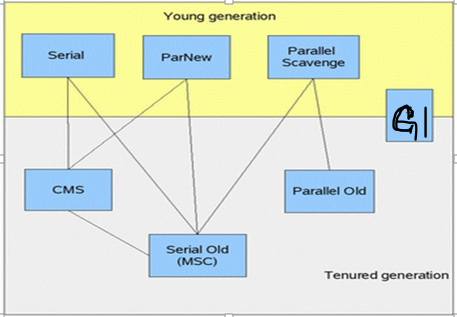 Young generation
Serial
ParNew
Parallel
Scavenge
G1
CMS
Parallel Old
Serial Old
(MSC)
Tenured generation